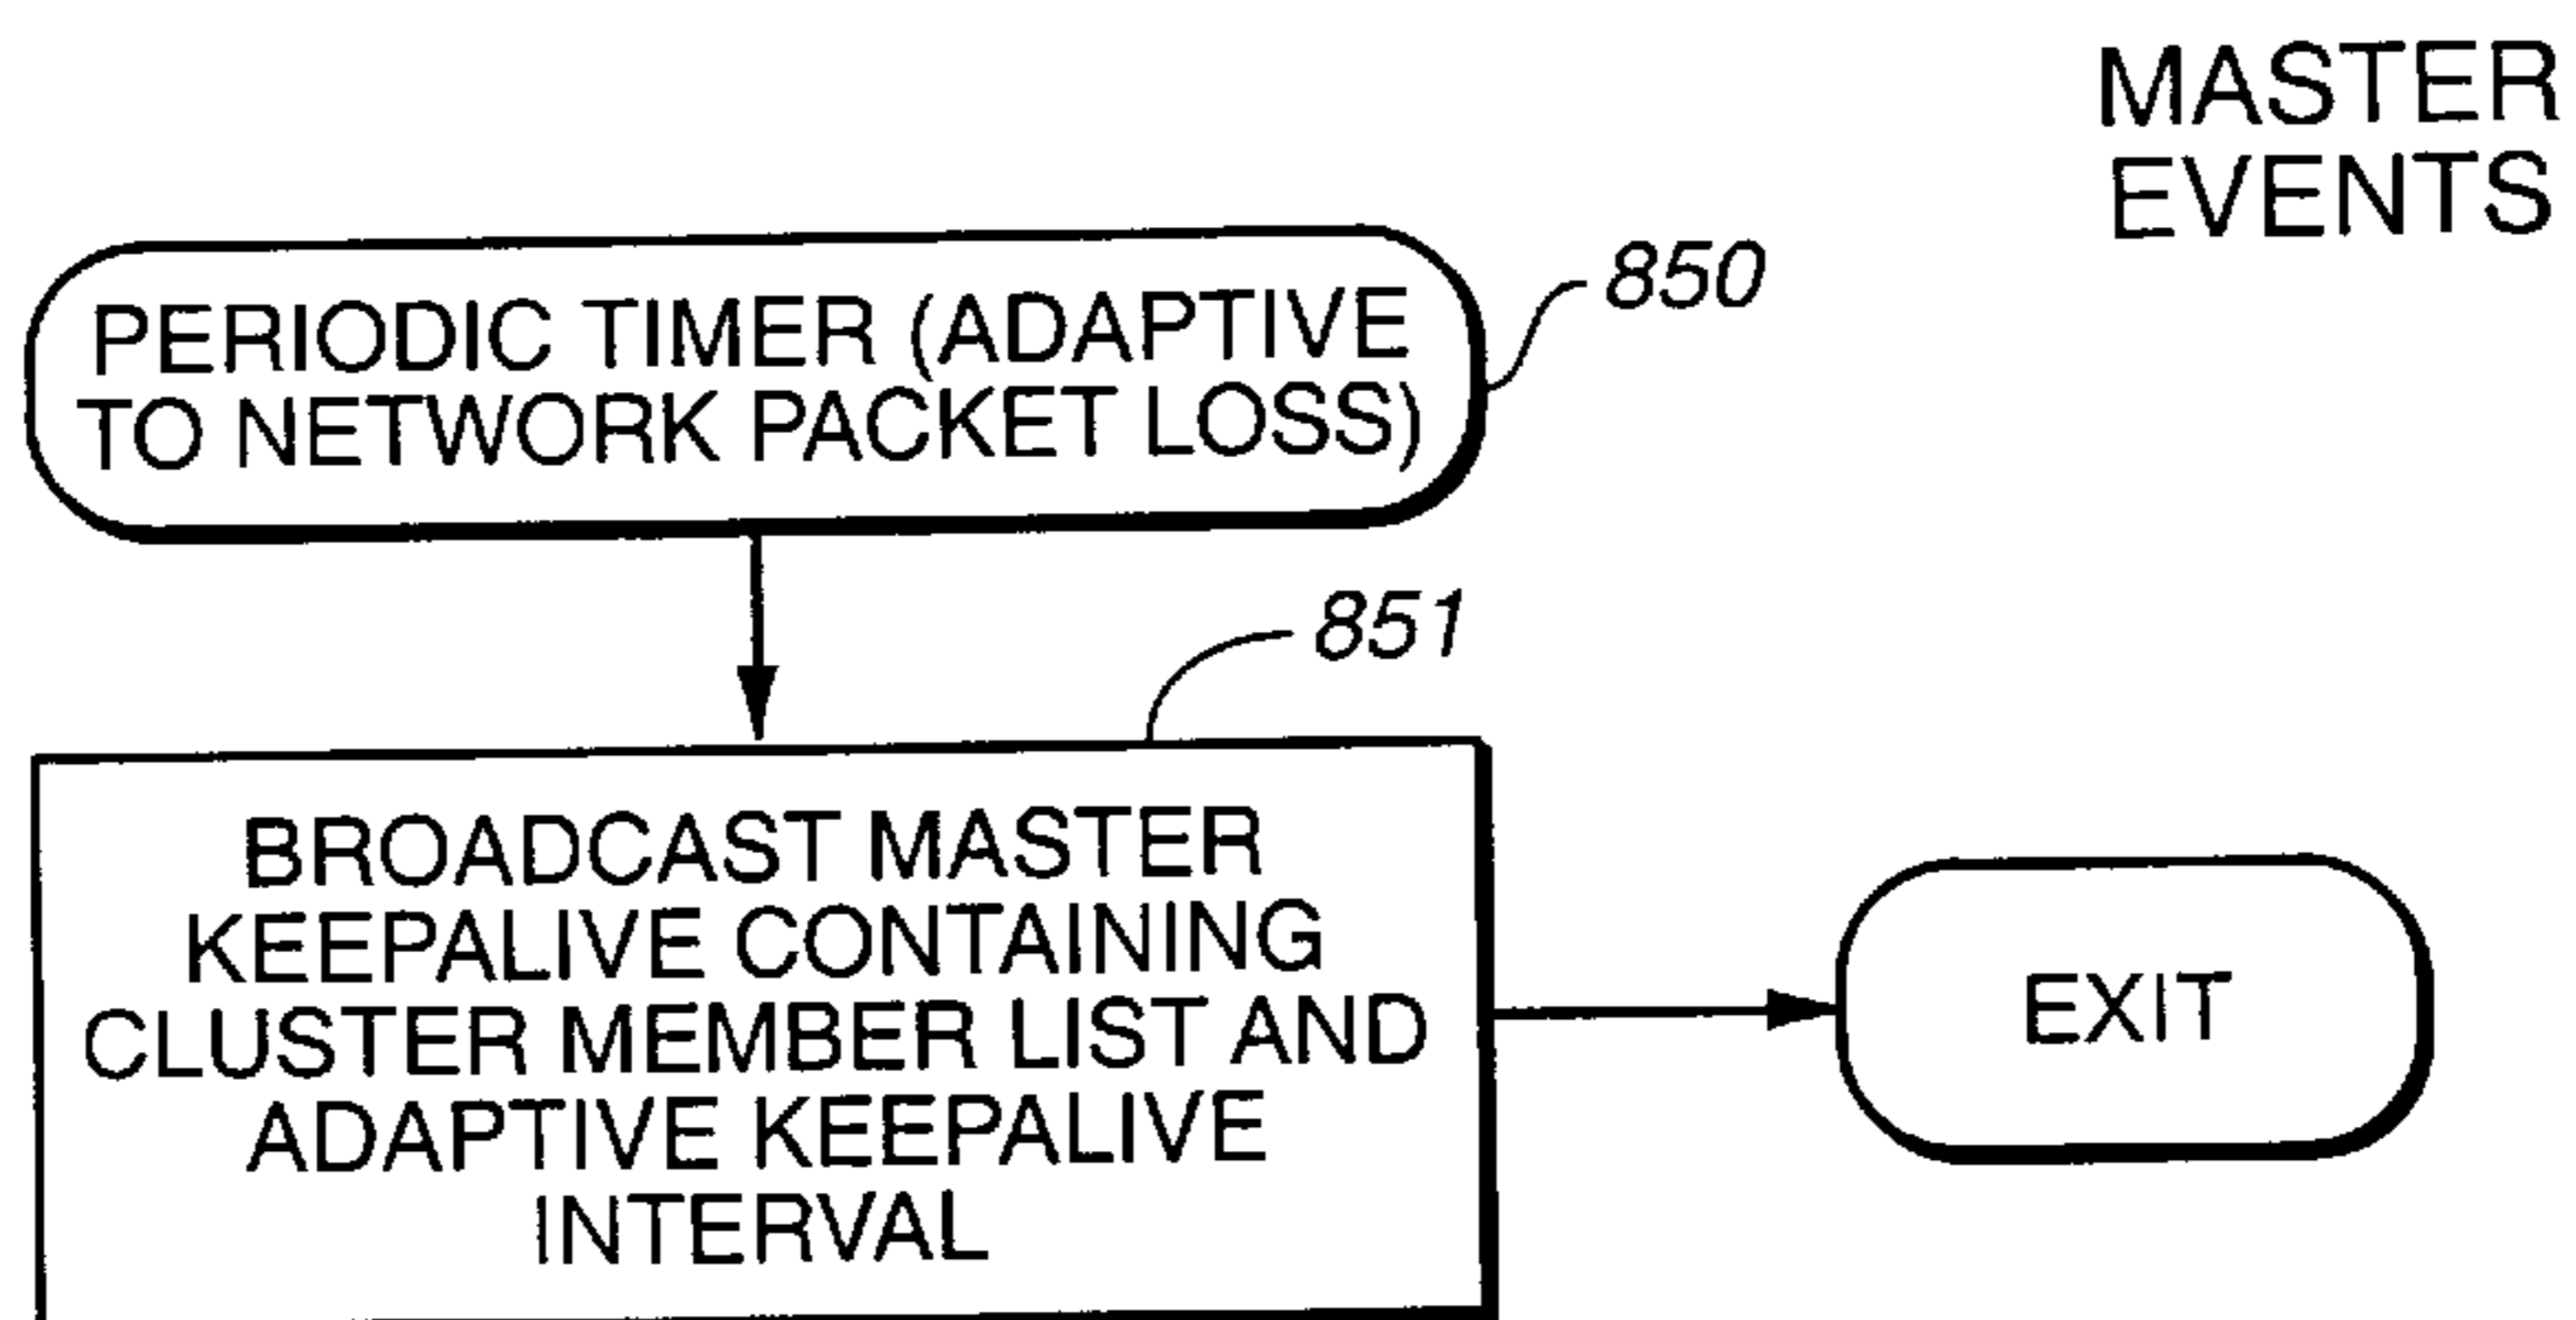 MASTER
EVENTS
PERIODIC TIMER (ADAPTIVE
TO NETWORK PACKET LOSS)
850
851
BROADCAST MASTER
KEEPALIVE CONTAINING
CLUSTER MEMBER LIST AND
ADAPTIVE KEEPALIVE
INTERVAL
EXIT